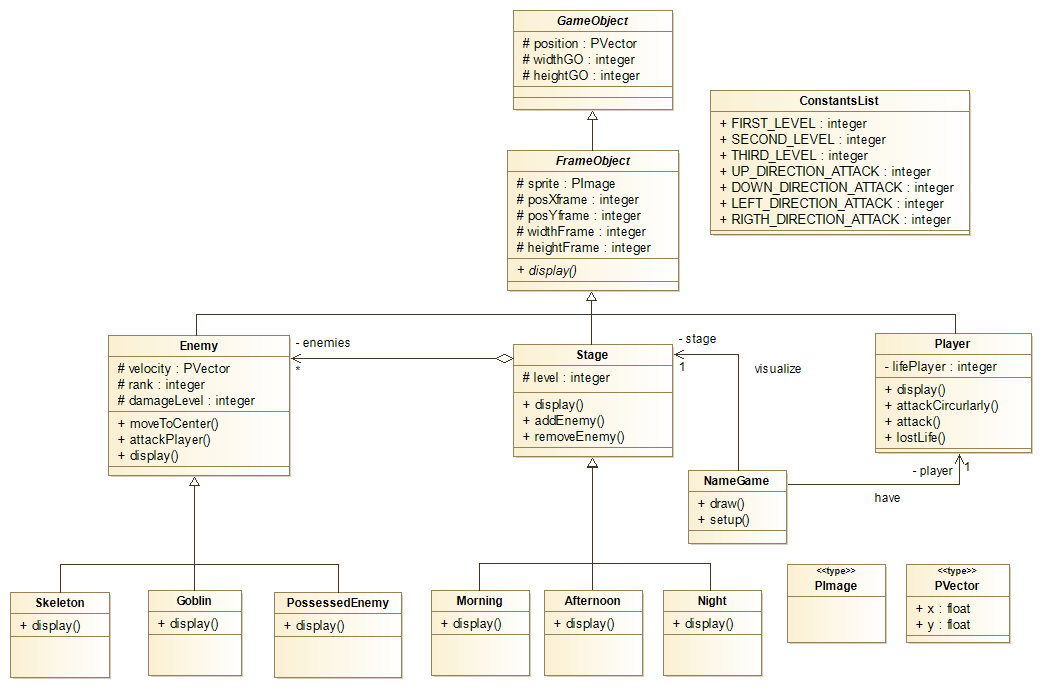 GameObject
# position : PVector
# widthGO : integer
# heightGO : integer
ConstantsList
+ FIRST_LEVEL : integer
+ SECOND_LEVEL : integer
+ THIRD_LEVEL : integer
+ UP_DIRECTION_ATTACK : integer
+ DOWN_DIRECTION_ATTACK : integer
+ LEFT_DIRECTION_ATTACK : integer
+ RIGTH_DIRECTION_ATTACK : integer
FrameObject
# sprite : PImage
# posXframe : integer
# posYframe : integer
# widthFrame : integer
# heightFrame : integer
+ display()
Enemy
# velocity : PVector
# rank : integer
# damageLevel : integer
+ moveToCenter()
+ attackPlayer()
+ display()
- enemies
*
Stage
# level : integer
+ display()
+ addEnemy()
+ removeEnemy()
- stage
1
visualize
Player
- lifePlayer : integer
+ display()
+ attackCircurlarly()
+ attack()
+ lostLife()
- player
1
have
NameGame
+ draw()
+ setup()
Skeleton
+ display()
Goblin
+ display()
PossessedEnemy
+ display()
Morning
+ display()
Afternoon
+ display()
Night
+ display()
<<type>>
PImage
<<type>>
PVector
+ x : float
+ y : float